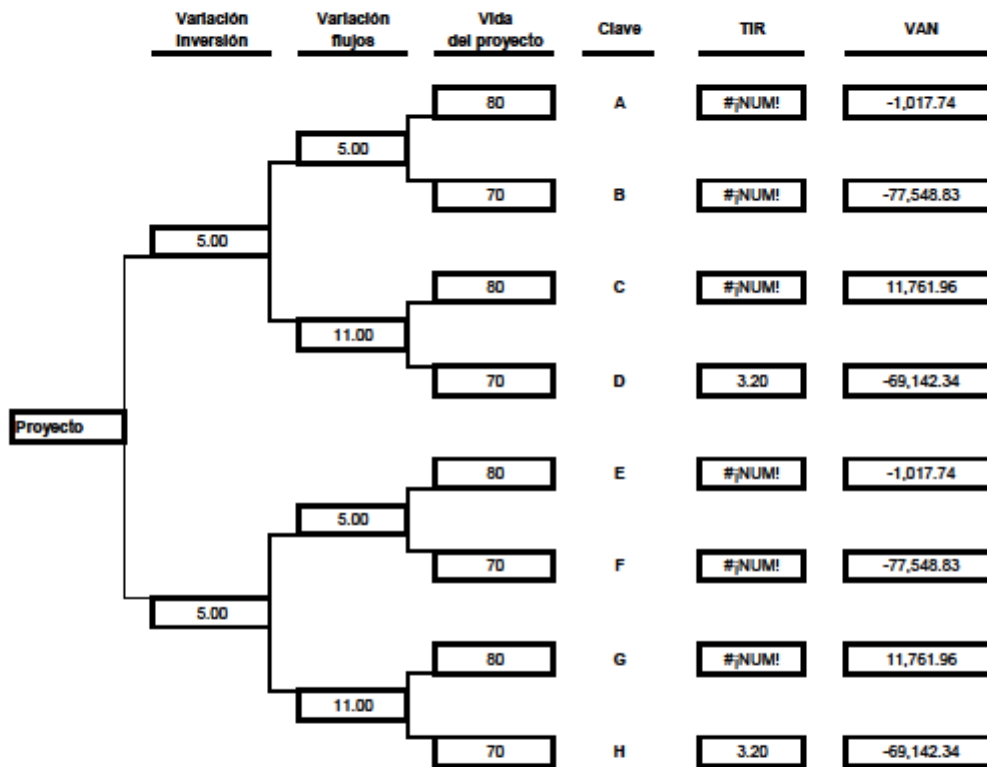 Variación inversión
Variación flujos
Vida del proyecto
Clave
TIR
VAN
80 A #¡NUM! -1,017.74
5.00
70 B #¡NUM! -77,548.83
5.00
80 C #¡NUM! 11,761.96
11.00
70 D 3.20 -69,142.34
Proyecto
80 E #¡NUM! -1,017.74
5.00
70 F #¡NUM! -77,548.83
5.00
80 G #¡NUM! 11,761.96
11.00
70 H 3.20 -69,142.34